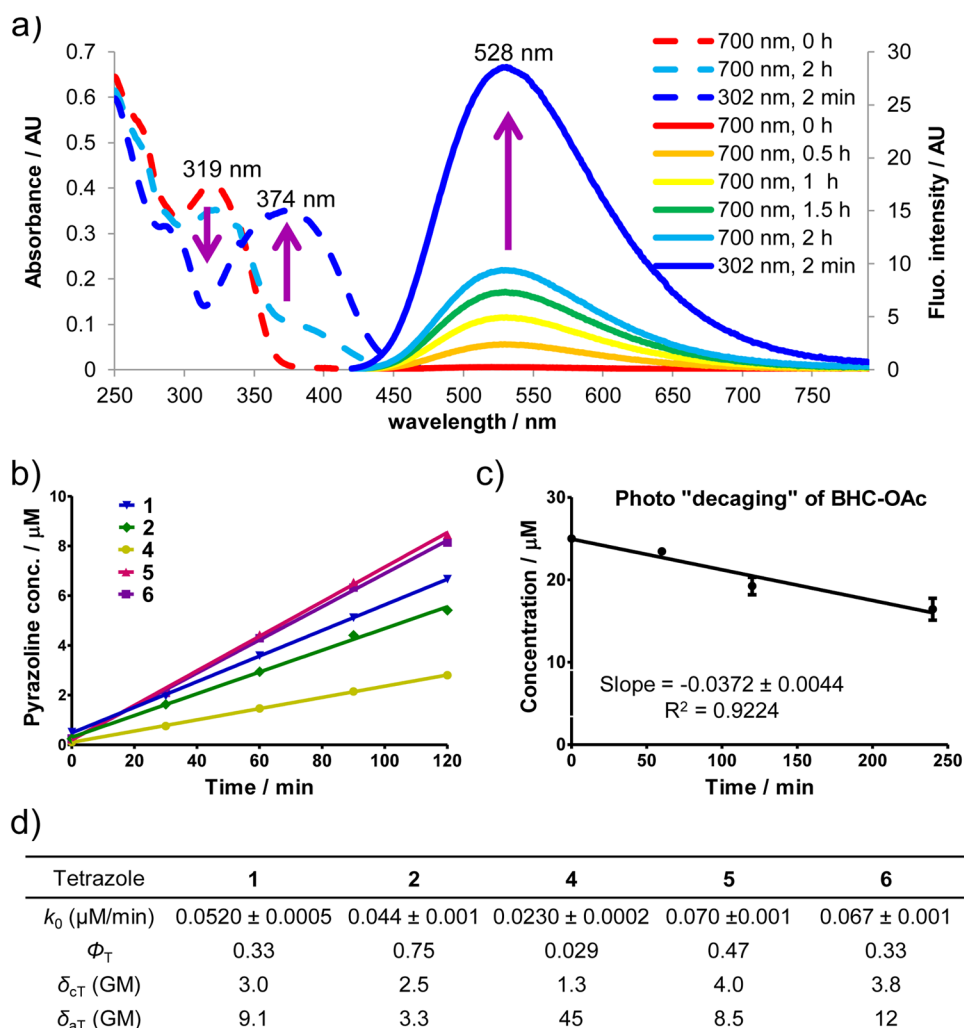 a)
528 nm
319 nm
374 nm
0.7
0.6
0.5
0.4
0.3
0.2
0.1
0
Absorbance / AU
30
25
20
15
10
5
0
Fluo. intensity / AU
250 300 350 400 450 500 550 600 650 700 750
wavelength / nm
700 nm, 0 h
700 nm, 2 h
302 nm, 2 min
700 nm, 0 h
700 nm, 0.5 h
700 nm, 1 h
700 nm, 1.5 h
700 nm, 2 h
302 nm, 2 min
b)
10
8
6
4
2
0
Pyrazoline conc. / μM
1
2
4
5
6
0 20 40 60 80 100 120
Time / min
c)
Photo "decaging" of BHC-OAc
30
20
10
0
Concentration / μM
Slope = -0.0372 ± 0.0044
R² = 0.9224
0 50 100 150 200 250
Time / min
d)
Tetrazole 1 2 4 5 6
k₀ (μM/min) 0.0520 ± 0.0005 0.044 ± 0.001 0.0230 ± 0.0002 0.070 ±0.001 0.067 ± 0.001
Φ_T 0.33 0.75 0.029 0.47 0.33
δ_cT (GM) 3.0 2.5 1.3 4.0 3.8
δ_aT (GM) 9.1 3.3 45 8.5 12